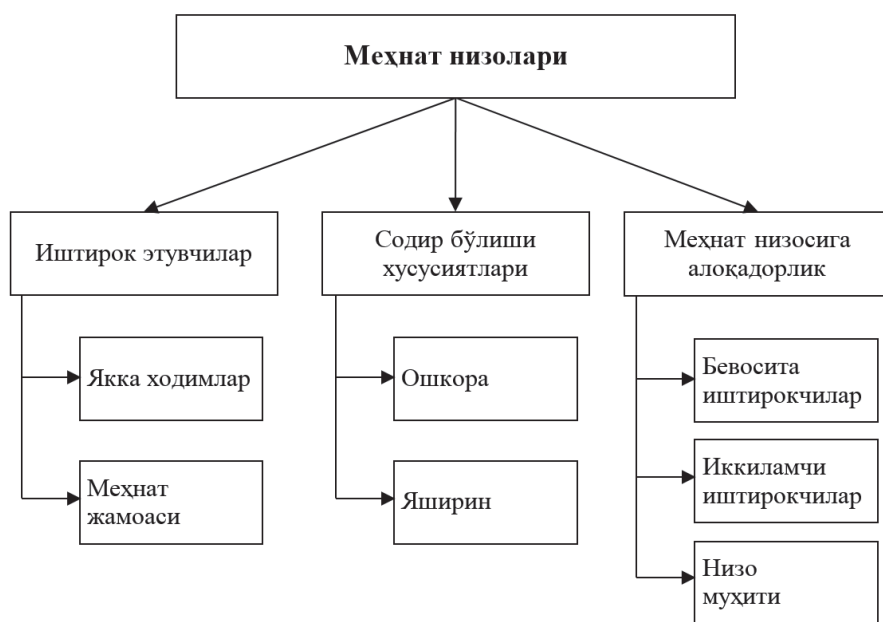 Меҳнат низолари
Иштирок этувчилар
Якка ходимлар
Меҳнат
жамоаси
Содир бўлиши
хусусиятлари
Ошкора
Яширин
Меҳнат низосига
алоқадорлик
Бевосита
иштирокчилар
Иккиламчи
иштирокчилар
Низо
муҳити